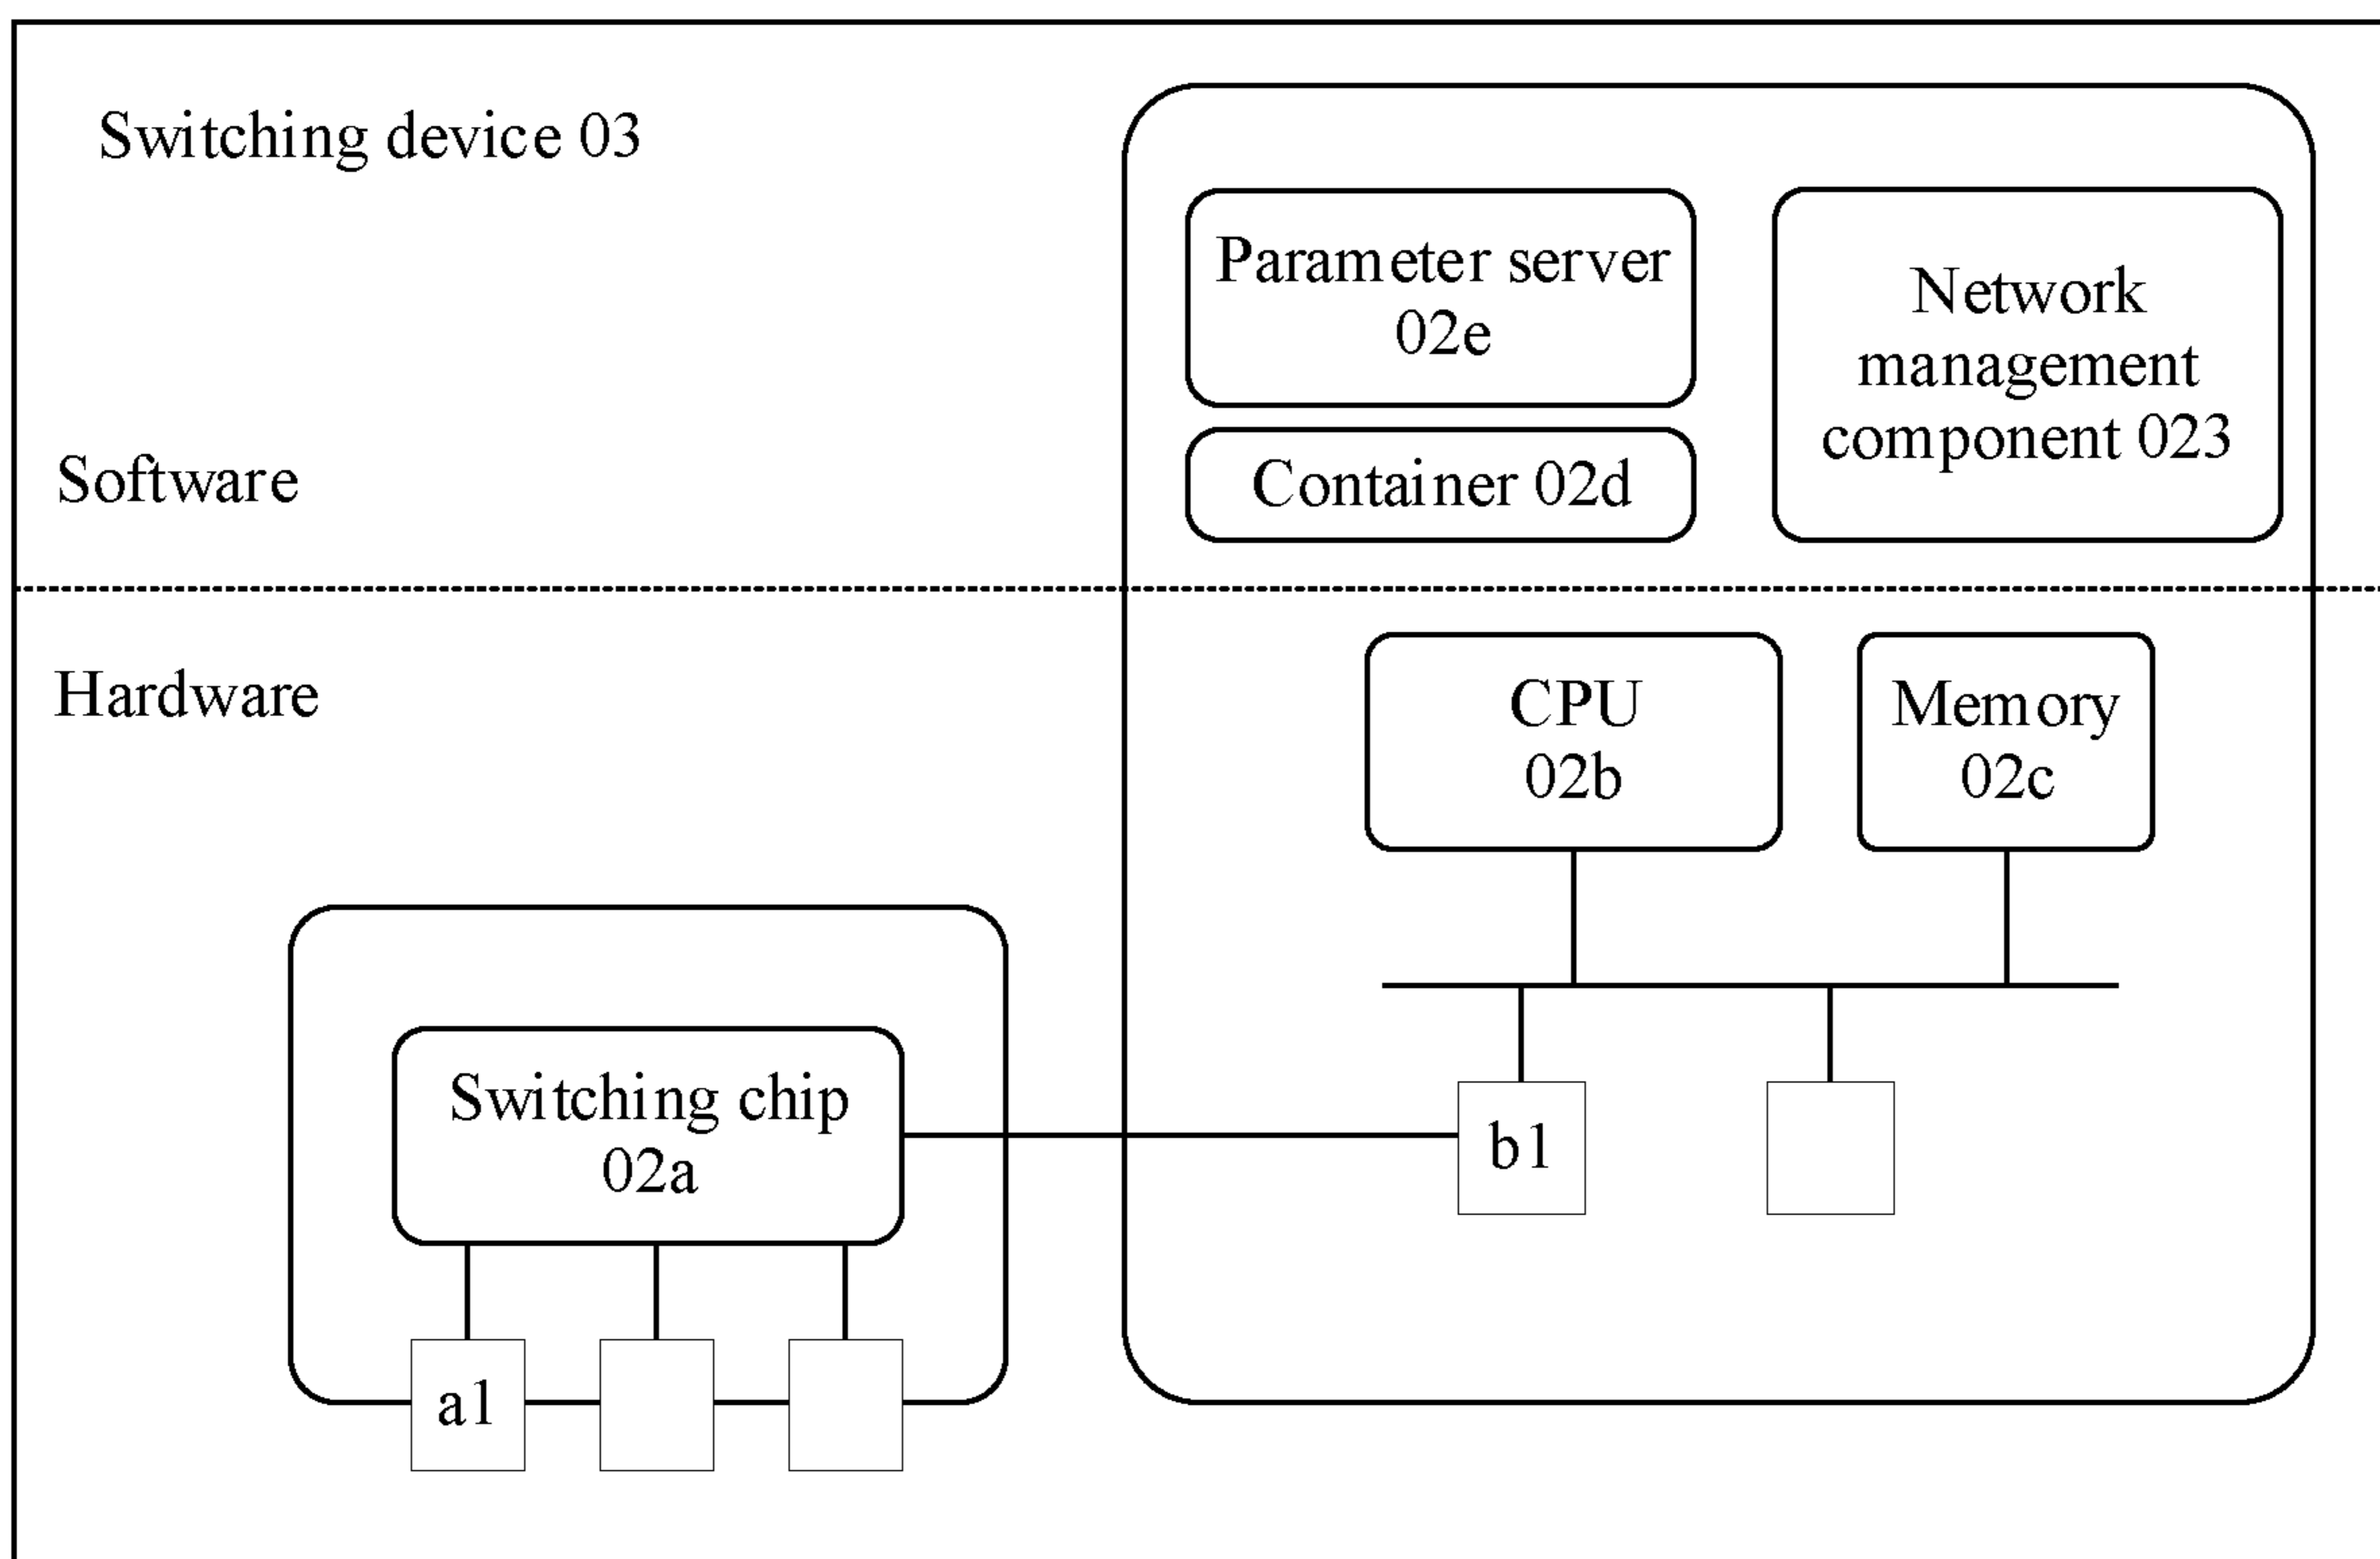 Switching device 03
Parameter server
02e
Network
management
component 023
Software
Container 02d
Hardware
CPU
02b
Memory
02c
Switching chip
02a
b1
a1